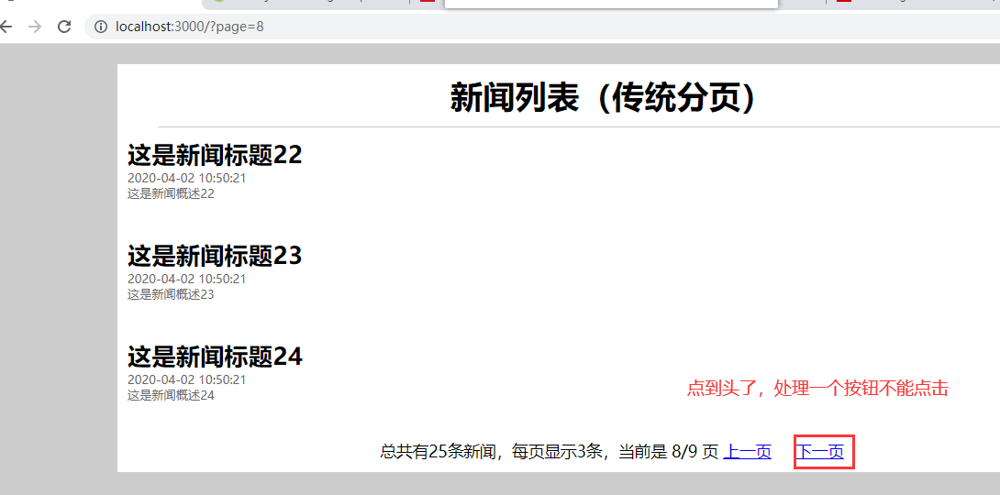 localhost:3000/?page=8
新闻列表（传统分页）
这是新闻标题22
2020-04-02 10:50:21
这是新闻概述22
这是新闻标题23
2020-04-02 10:50:21
这是新闻概述23
这是新闻标题24
2020-04-02 10:50:21
这是新闻概述24
点到头了，处理一个按钮不能点击
总共有25条新闻，每页显示3条，当前是 8/9 页 上一页 下一页